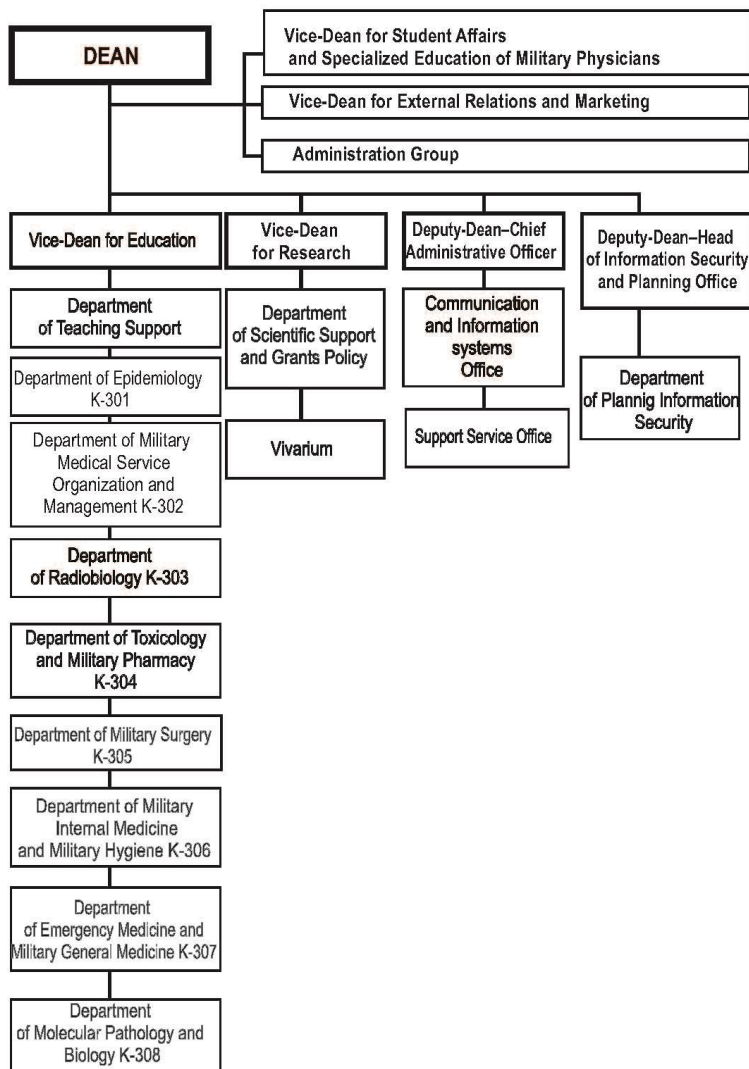 DEAN
Vice-Dean for Student Affairs
and Specialized Education of Military Physicians
Vice-Dean for External Relations and Marketing
Administration Group
Vice-Dean for Education
Department
of Teaching Support
Department of Epidemiology
K-301
Department of Military
Medical Service
Organization and
Management K-302
Department
of Radiobiology K-303
Department of Toxicology
and Military Pharmacy
K-304
Department of Military Surgery
K-305
Department of Military
Internal Medicine
and Military Hygiene K-306
Department
of Emergency Medicine and
Military General Medicine K-307
Department
of Molecular Pathology and
Biology K-308
Vice-Dean
for Research
Department
of Scientific Support
and Grants Policy
Vivarium
Deputy-Dean–Chief
Administrative Officer
Communication
and Information
systems
Office
Support Service Office
Deputy-Dean–Head
of Information Security
and Planning Office
Department
of Plannig Information
Security